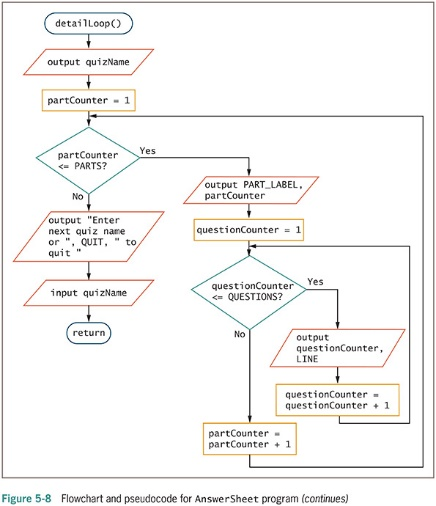 detailLoop()
output quizName
partCounter = 1
partCounter
<= PARTS?
Yes
No
output "Enter
next quiz name
or ", QUIT, " to
quit "
input quizName
return
output PART_LABEL,
partCounter
questionCounter = 1
questionCounter
<= QUESTIONS?
Yes
No
output
questionCounter,
LINE
questionCounter =
questionCounter + 1
partCounter =
partCounter + 1
Figure 5-8 Flowchart and pseudocode for AnswerSheet program (continues)